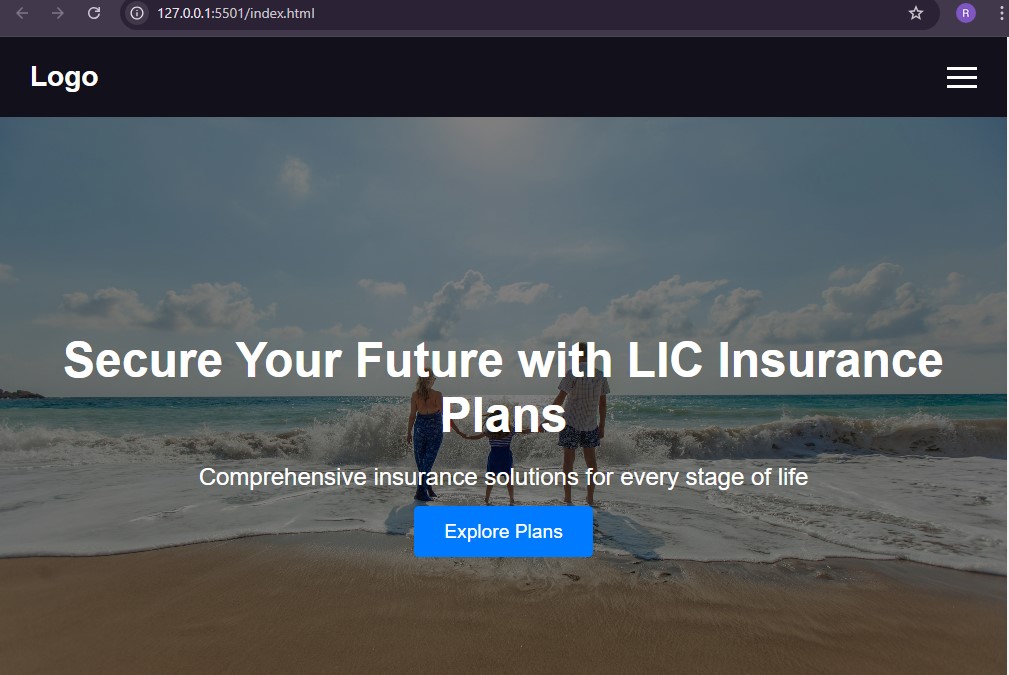 127.0.0.1:5501/index.html
R
Logo
Secure Your Future with LIC Insurance
Plans
Comprehensive insurance solutions for every stage of life
Explore Plans